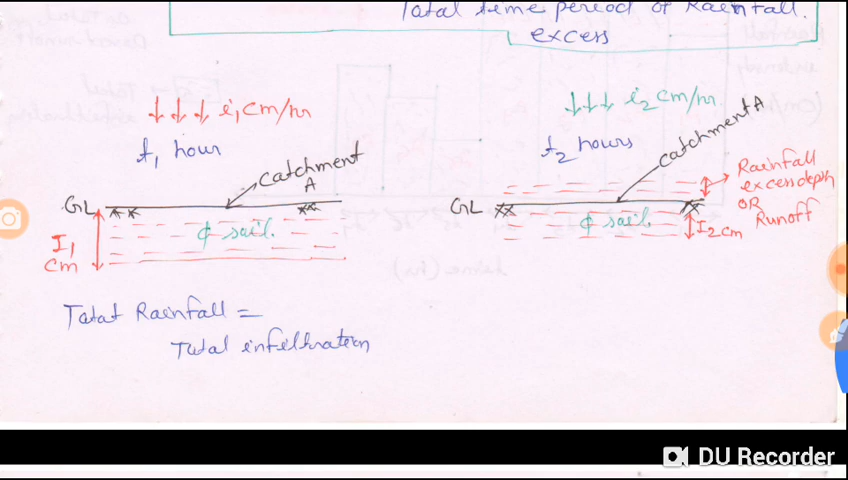 Total time period of Rainfall
excess
i1 cm/hr
t1 hour
Catchment
A
GL
I1
cm
ϕ soil.
Totat Rainfall =
Total infiltration
i2 cm/hr
t2 hours
catchment A
GL
ϕ soil
Rainfall
excess depth
OR
Runoff
I2 cm
DU Recorder